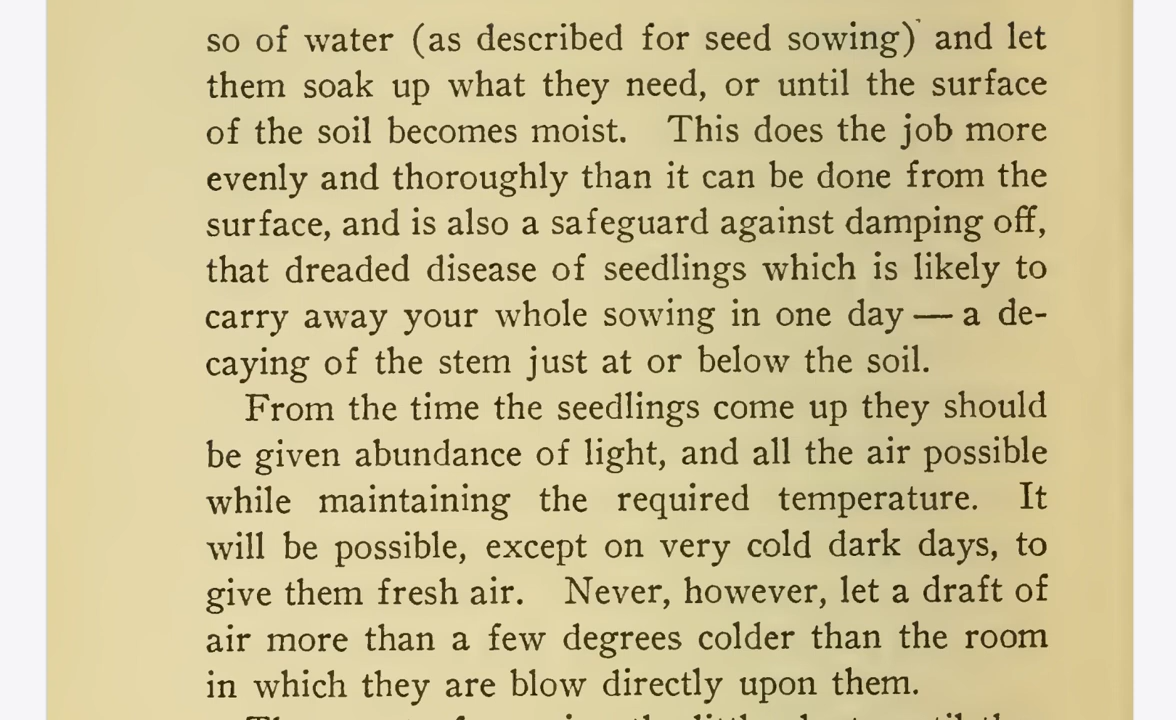 so of water (as described for seed sowing) and let
them soak up what they need, or until the surface
of the soil becomes moist. This does the job more
evenly and thoroughly than it can be done from the
surface, and is also a safeguard against damping off,
that dreaded disease of seedlings which is likely to
carry away your whole sowing in one day — a de-
caying of the stem just at or below the soil.
From the time the seedlings come up they should
be given abundance of light, and all the air possible
while maintaining the required temperature. It
will be possible, except on very cold dark days, to
give them fresh air. Never, however, let a draft of
air more than a few degrees colder than the room
in which they are blow directly upon them.